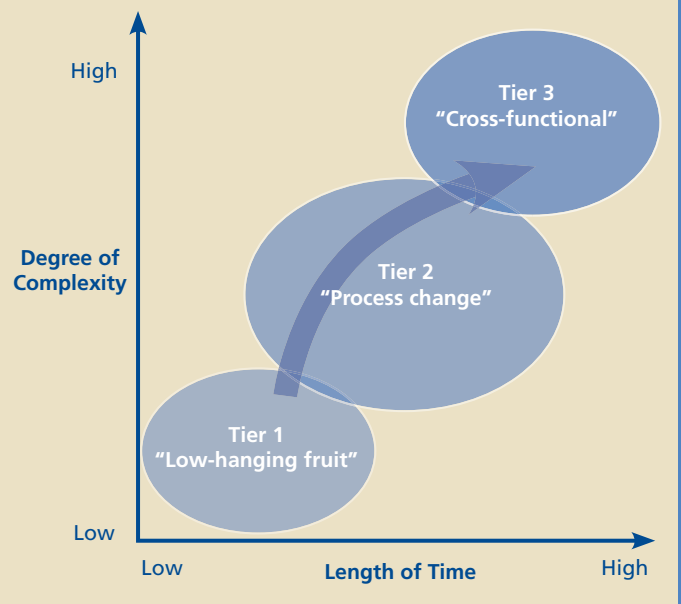 High
Tier 3
“Cross-functional”
Degree of
Complexity
Tier 2
“Process change”
Tier 1
“Low-hanging fruit”
Low
Low
Length of Time
High